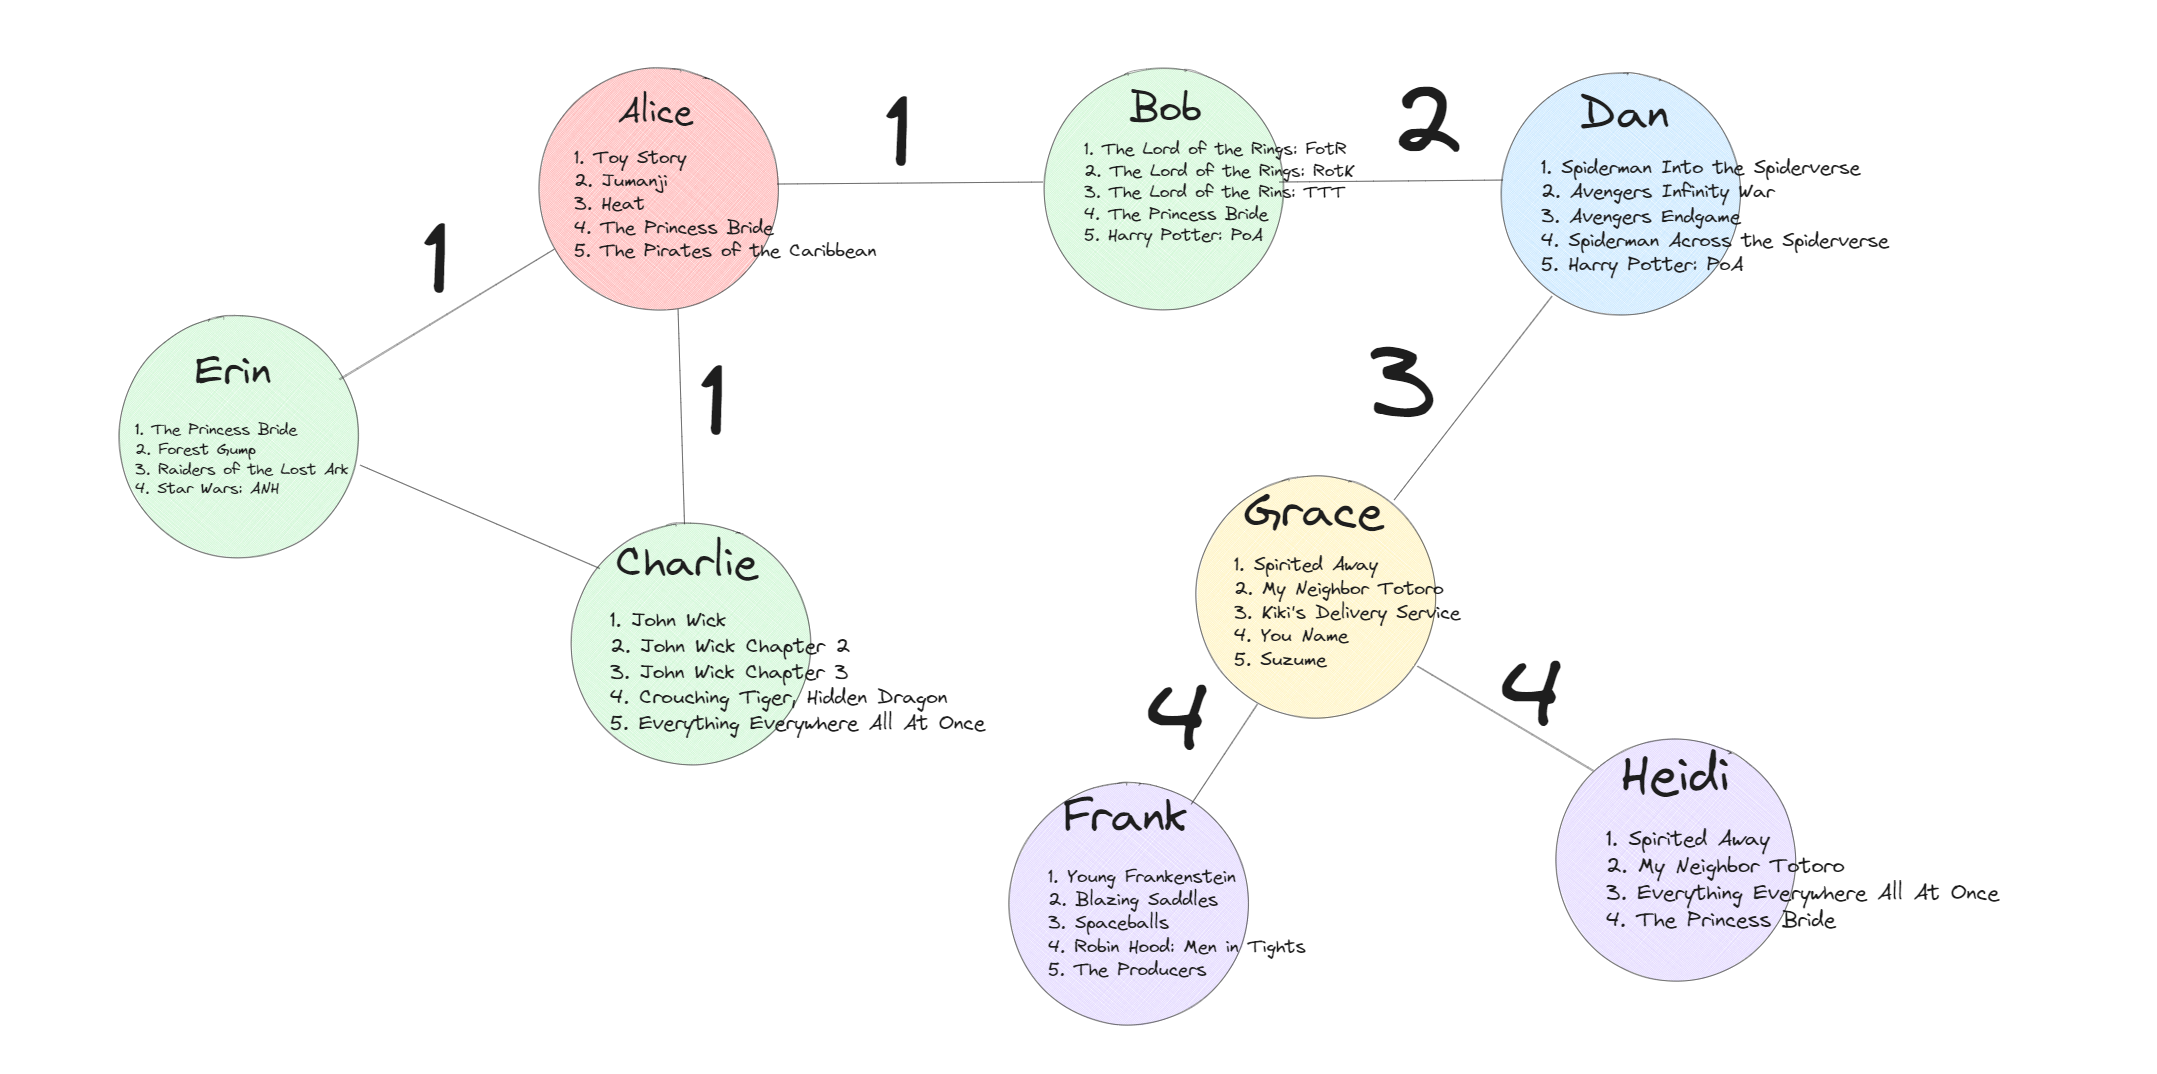 Alice
1. Toy Story
2. Jumanji
3. Heat
4. The Princess Bride
5. The Pirates of the Caribbean
1
Bob
1. The Lord of the Rings: FotR
2. The Lord of the Rings: RotK
3. The Lord of the Rins: TTT
4. The Princess Bride
5. Harry Potter: PoA
2
Dan
1. Spiderman Into the Spiderverse
2. Avengers Infinity War
3. Avengers Endgame
4. Spiderman Across the Spiderverse
5. Harry Potter: PoA
1
Erin
1. The Princess Bride
2. Forest Gump
3. Raiders of the Lost Ark
4. Star Wars: ANH
1
3
Charlie
1. John Wick
2. John Wick Chapter 2
3. John Wick Chapter 3
4. Crouching Tiger, Hidden Dragon
5. Everything Everywhere All At Once
Grace
1. Spirited Away
2. My Neighbor Totoro
3. Kiki's Delivery Service
4. You Name
5. Suzume
4
4
Frank
1. Young Frankenstein
2. Blazing Saddles
3. Spaceballs
4. Robin Hood: Men in Tights
5. The Producers
Heidi
1. Spirited Away
2. My Neighbor Totoro
3. Everything Everywhere All At Once
4. The Princess Bride